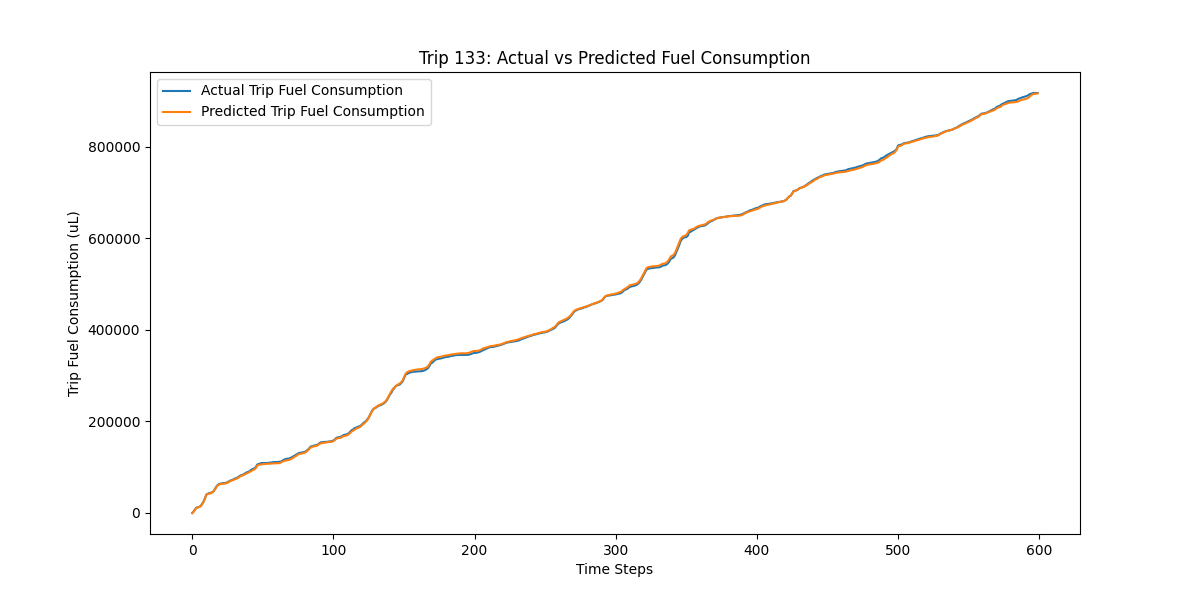 Trip 133: Actual vs Predicted Fuel Consumption
Actual Trip Fuel Consumption
Predicted Trip Fuel Consumption
Trip Fuel Consumption (uL)
800000
600000
400000
200000
0
0 100 200 300 400 500 600
Time Steps